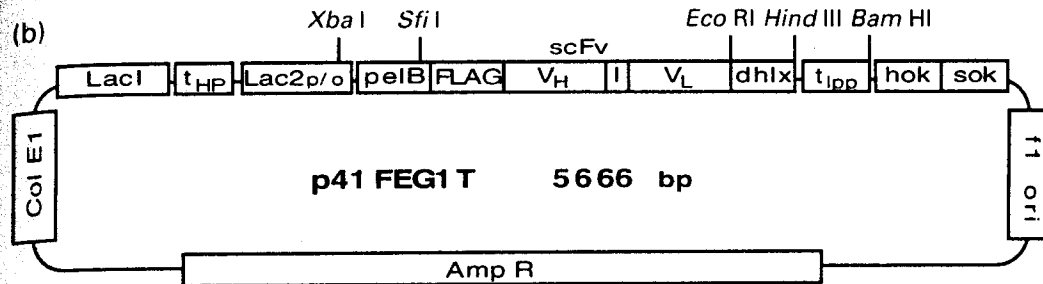 (b)
Xba I Sfi I Eco RI Hind III Bam HI
scFv
LacI tHP Lac2p/o pelB FLAG VH l VL dhlx tlpp hok sok
Col E1
p41 FEG1 T 5666 bp
f1 ori
Amp R